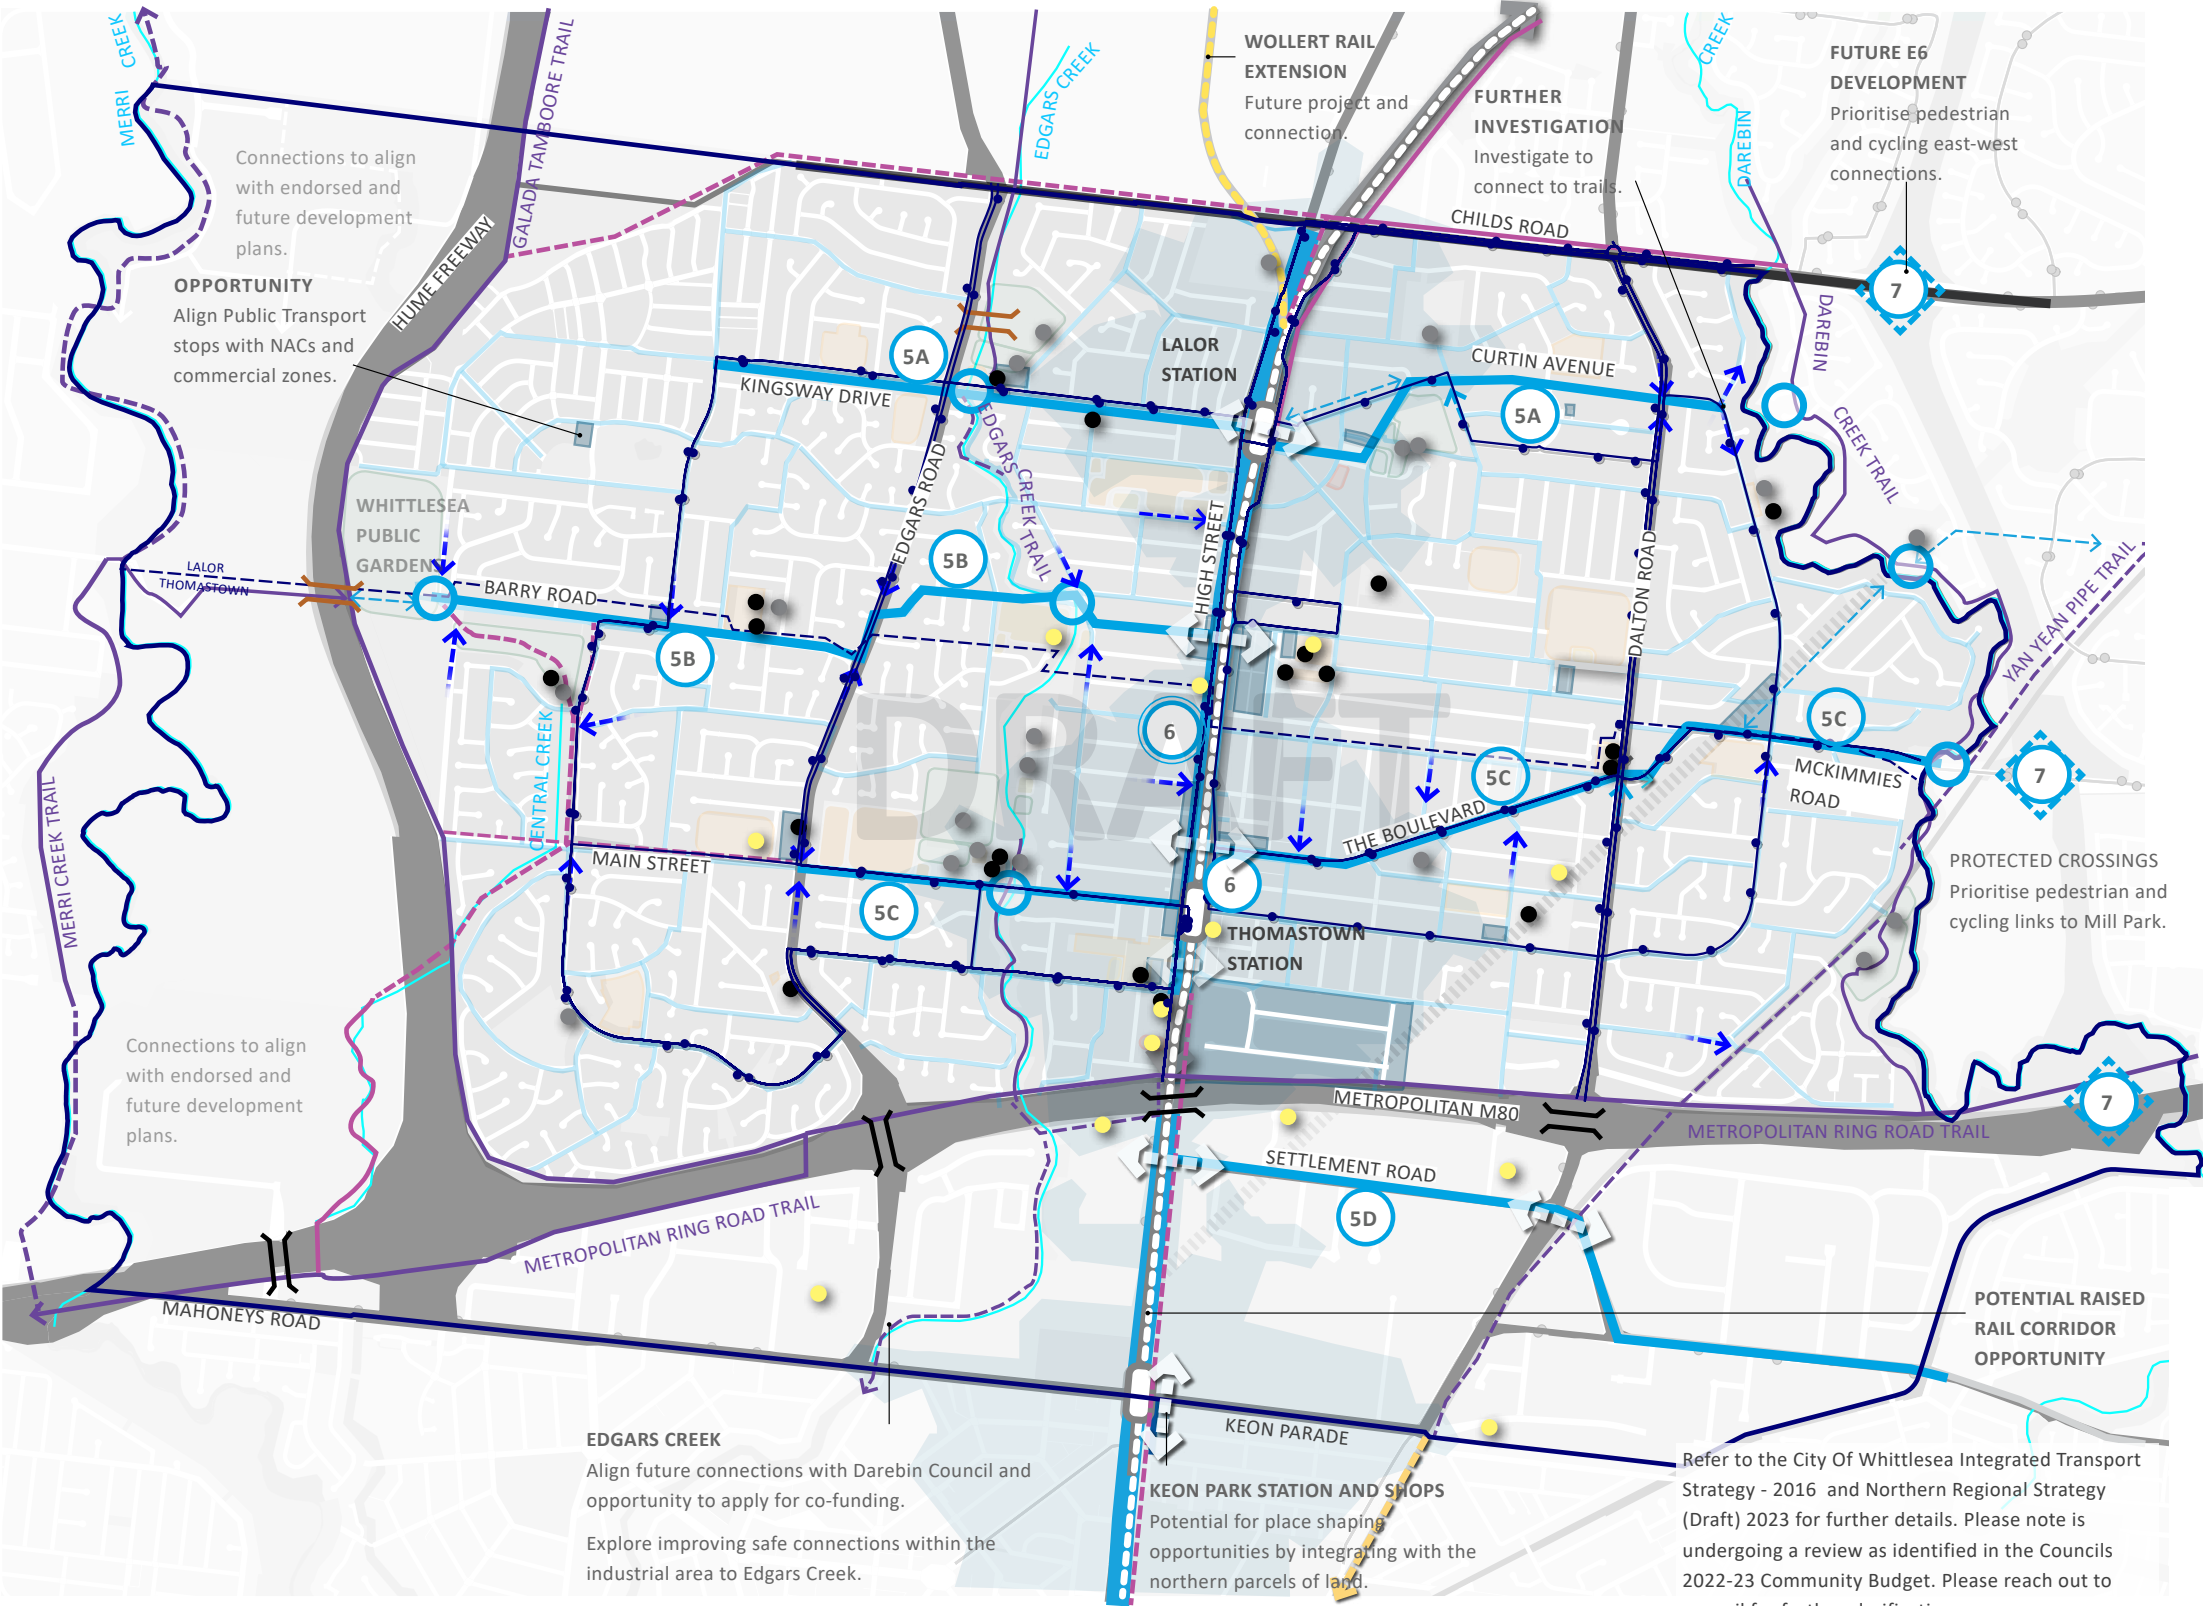 MERRI CREEK
GALADA TAMBOORE TRAIL
EDGARS CREEK
WOLLERT RAIL
EXTENSION
Future project and
connection.
FURTHER
INVESTIGATION
Investigate to
connect to trails.
DAREBIN CREEK
FUTURE E6
DEVELOPMENT
Prioritise pedestrian
and cycling east-west
connections.
Connections to align
with endorsed and
future development
plans.
OPPORTUNITY
Align Public Transport
stops with NACs and
commercial zones.
HUME FREEWAY
CHILDS ROAD
7
5A
KINGSWAY DRIVE
LALOR
STATION
CURTIN AVENUE
5A
DAREBIN
CREEK TRAIL
EDGARS ROAD
EDGARS CREEK TRAIL
HIGH STREET
WHITTLESEA
PUBLIC
GARDENS
LALOR
THOMASTOWN
BARRY ROAD
5B
5B
DALTON ROAD
YAN YEAN PIPE TRAIL
DRAFT
6
5C
5C
MCKIMMIES
ROAD
7
CENTRAL CREEK
MERRI CREEK TRAIL
MAIN STREET
THE BOULEVARD
5C
6
THOMASTOWN
STATION
PROTECTED CROSSINGS
Prioritise pedestrian and
cycling links to Mill Park.
Connections to align
with endorsed and
future development
plans.
METROPOLITAN M80
7
METROPOLITAN RING ROAD TRAIL
SETTLEMENT ROAD
5D
METROPOLITAN RING ROAD TRAIL
MAHONEYS ROAD
POTENTIAL RAISED
RAIL CORRIDOR
OPPORTUNITY
KEON PARADE
EDGARS CREEK
Align future connections with Darebin Council and
opportunity to apply for co-funding.
Explore improving safe connections within the
industrial area to Edgars Creek.
KEON PARK STATION AND SHOPS
Potential for place shaping
opportunities by integrating with the
northern parcels of land.
Refer to the City Of Whittlesea Integrated Transport
Strategy - 2016 and Northern Regional Strategy
(Draft) 2023 for further details. Please note is
undergoing a review as identified in the Councils
2022-23 Community Budget. Please reach out to